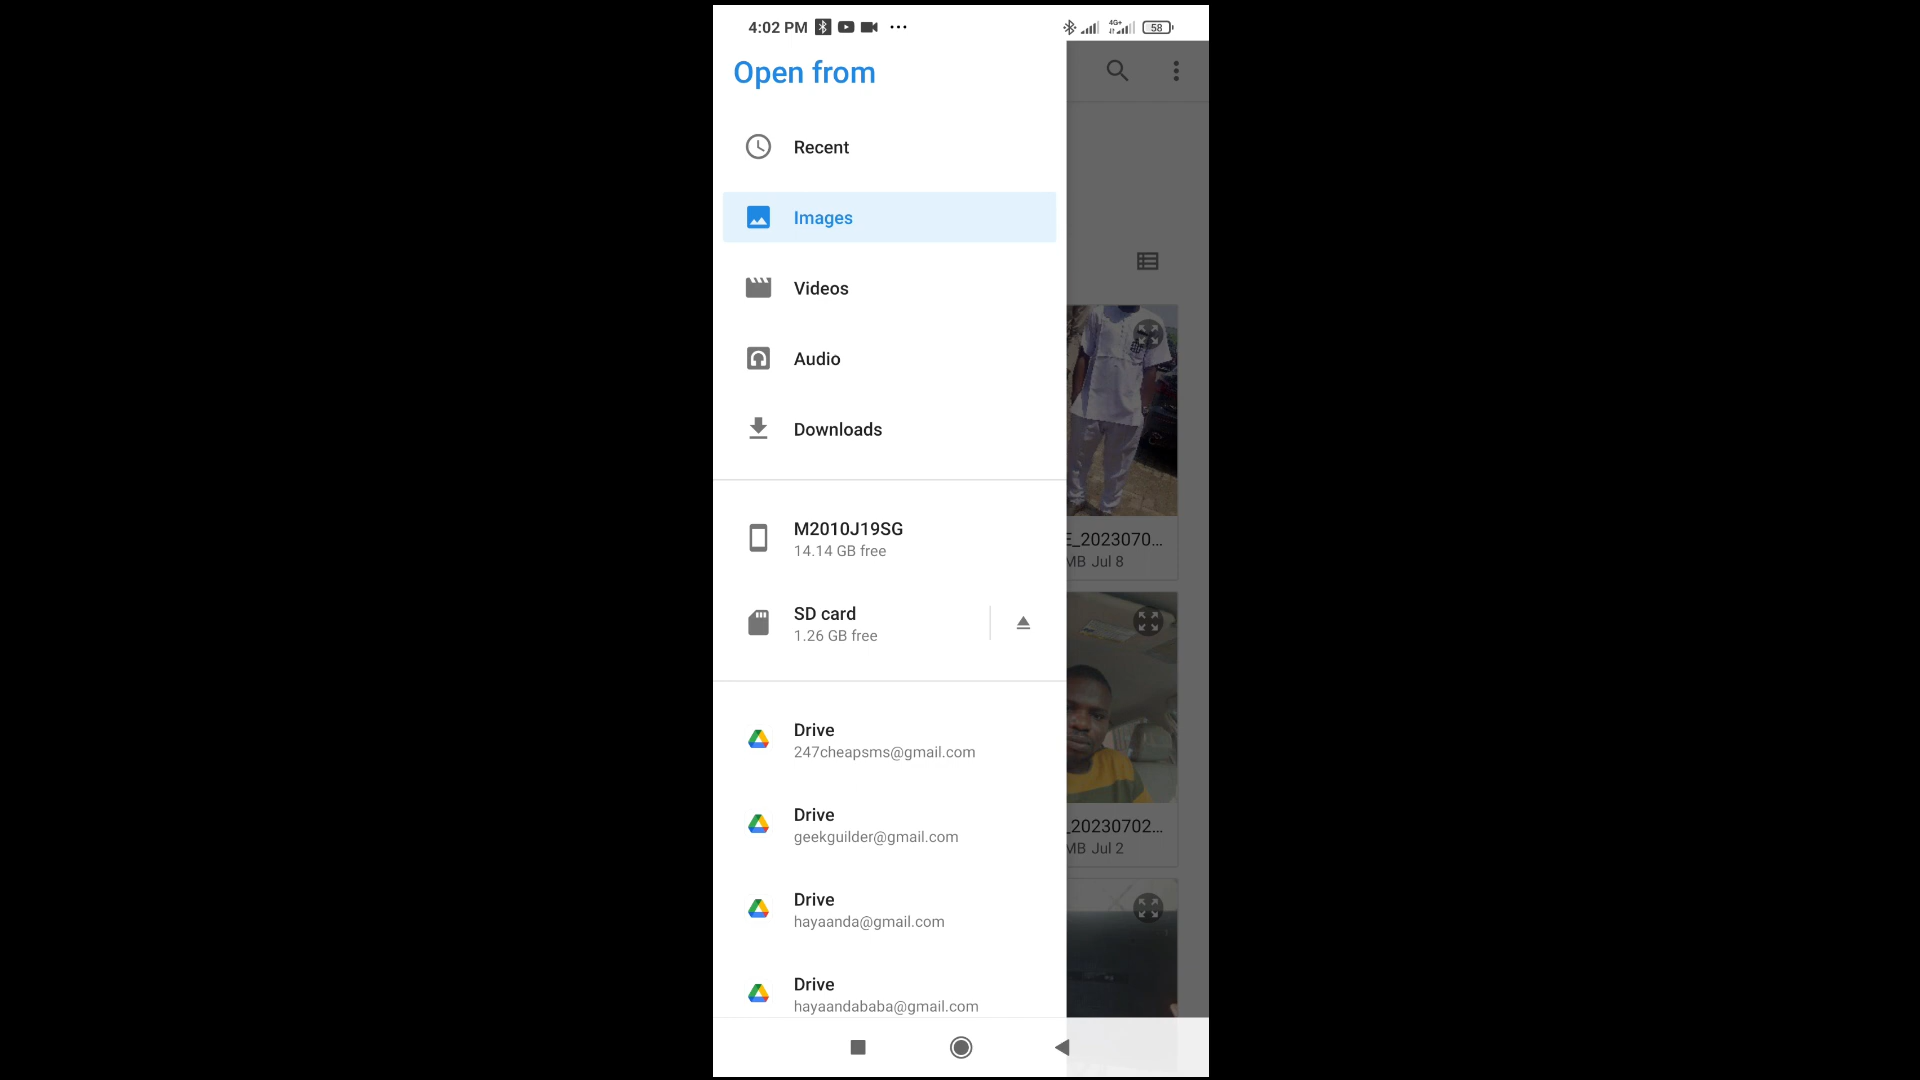 4:02 PM
4G+
58
Open from
Recent
Images
Videos
Audio
Downloads
M2010J19SG
14.14 GB free
SD card
1.26 GB free
Drive
247cheapsms@gmail.com
Drive
geekguilder@gmail.com
Drive
hayaanda@gmail.com
Drive
hayaandababa@gmail.com
E_2023070...
MB Jul 8
_20230702...
MB Jul 2